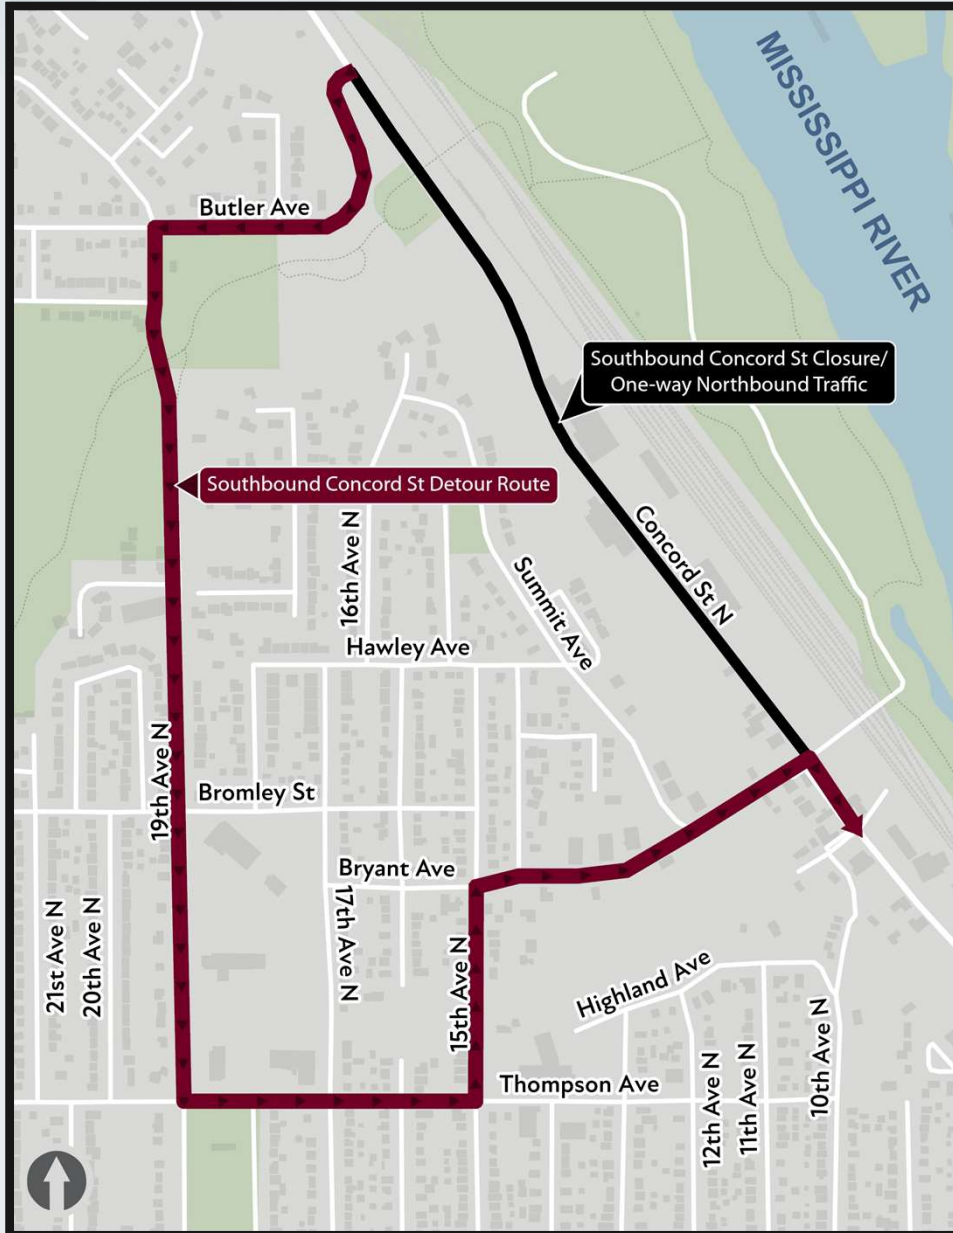 MISSISSIPPI RIVER
Butler Ave
Southbound Concord St Closure/
One-way Northbound Traffic
Southbound Concord St Detour Route
Concord St N
16th Ave N
Summit Ave
Hawley Ave
19th Ave N
Bromley St
Bryant Ave
17th Ave N
21st Ave N
20th Ave N
15th Ave N
Highland Ave
Thompson Ave
12th Ave N
11th Ave N
10th Ave N